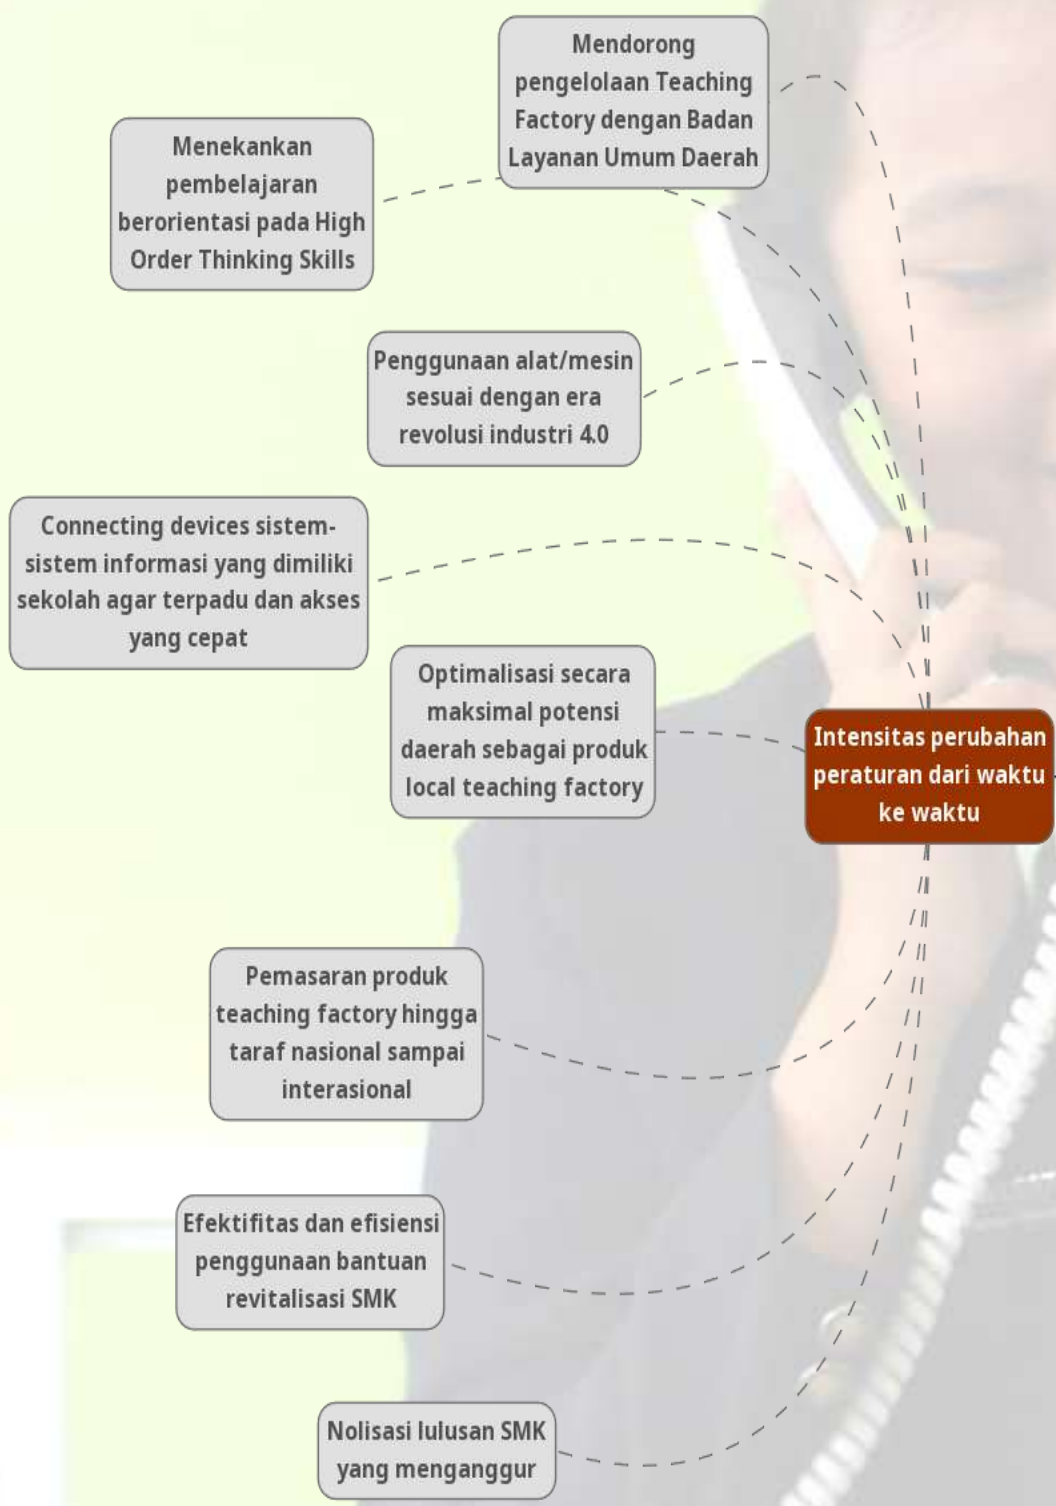 Mendorong
pengelolaan Teaching
Factory dengan Badan
Layanan Umum Daerah
Menekankan
pembelajaran
berorientasi pada High
Order Thinking Skills
Penggunaan alat/mesin
sesuai dengan era
revolusi industri 4.0
Connecting devices sistem-
sistem informasi yang dimiliki
sekolah agar terpadu dan akses
yang cepat
Optimalisasi secara
maksimal potensi
daerah sebagai produk
local teaching factory
Intensitas perubahan
peraturan dari waktu
ke waktu
Pemasaran produk
teaching factory hingga
taraf nasional sampai
interasional
Efektifitas dan efisiensi
penggunaan bantuan
revitalisasi SMK
Nolisasi lulusan SMK
yang menganggur